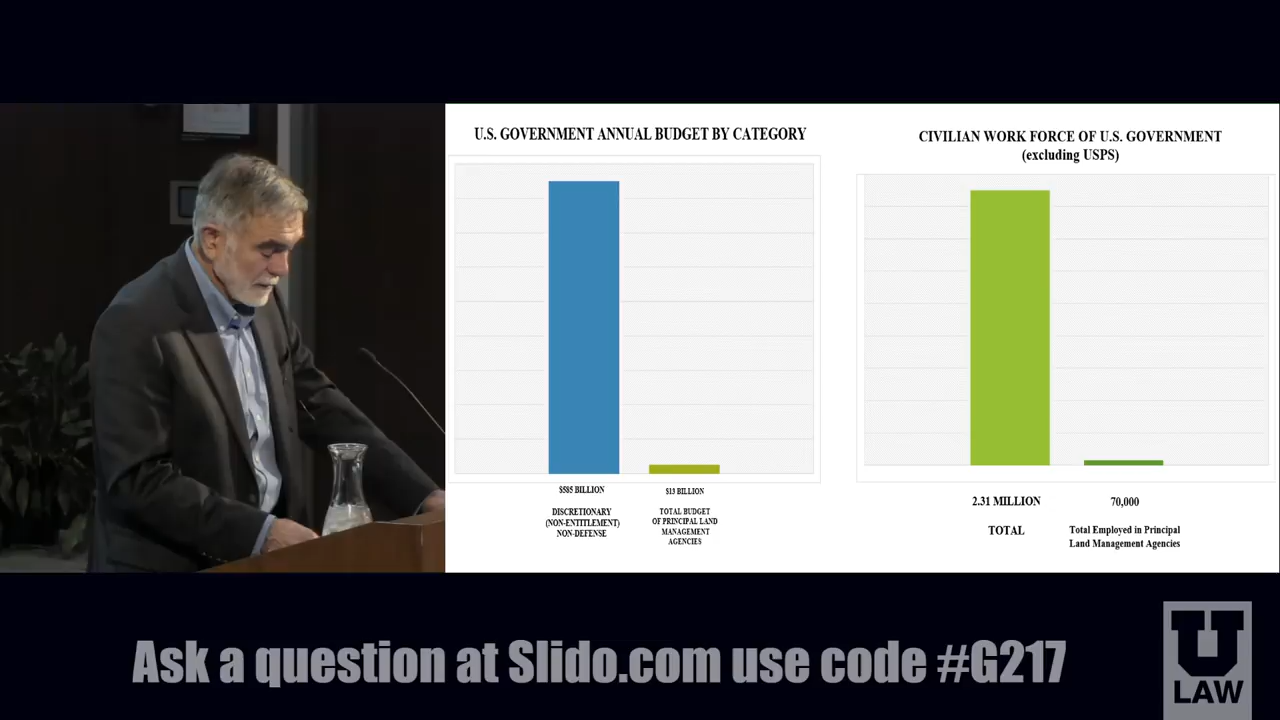 U.S. GOVERNMENT ANNUAL BUDGET BY CATEGORY
$585 BILLION
DISCRETIONARY
(NON-ENTITLEMENT)
NON-DEFENSE
$13 BILLION
TOTAL BUDGET
OF PRINCIPAL LAND
MANAGEMENT
AGENCIES
CIVILIAN WORK FORCE OF U.S. GOVERNMENT
(excluding USPS)
2.31 MILLION
TOTAL
70,000
Total Employed in Principal
Land Management Agencies
Ask a question at Slido.com use code #G217
U
LAW